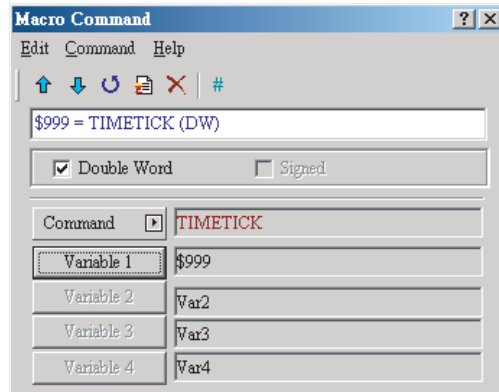 Macro Command
Edit Command Help
#
$999 = TIMETICK (DW)
Double Word Signed
Command TIMETICK
Variable 1 $999
Variable 2 Var2
Variable 3 Var3
Variable 4 Var4